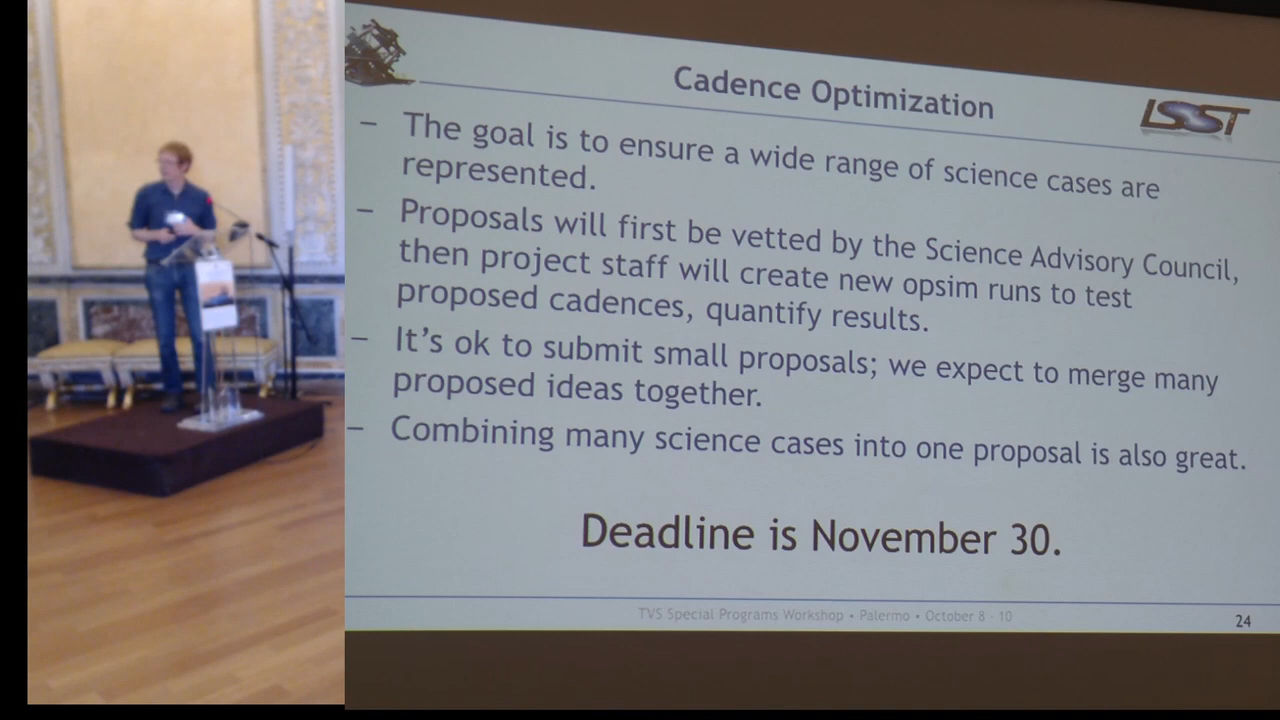 Cadence Optimization
LSST
– The goal is to ensure a wide range of science cases are
represented.
– Proposals will first be vetted by the Science Advisory Council,
then project staff will create new opsim runs to test
proposed cadences, quantify results.
– It’s ok to submit small proposals; we expect to merge many
proposed ideas together.
– Combining many science cases into one proposal is also great.
Deadline is November 30.
TVS Special Programs Workshop • Palermo • October 8 - 10
24